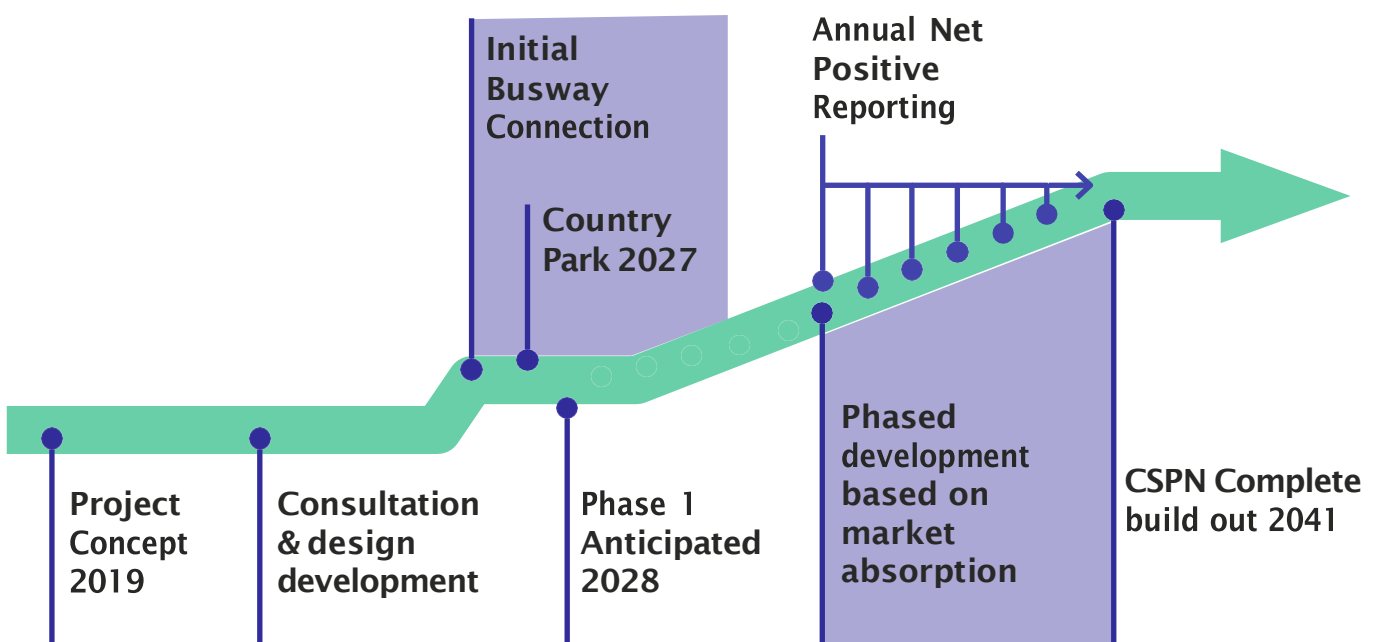 Initial
Busway
Connection
Country
Park 2027
Annual Net
Positive
Reporting
Project
Concept
2019
Consultation
& design
development
Phase 1
Anticipated
2028
Phased
development
based on
market
absorption
CSPN Complete
build out 2041